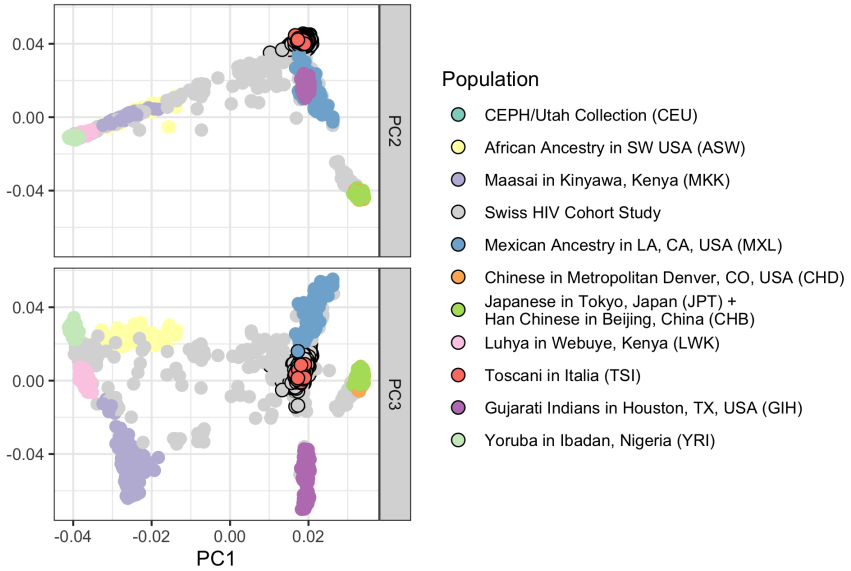 0.04
0.00
-0.04
PC2
0.04
0.00
-0.04
PC3
-0.04
-0.02
0.00
0.02
PC1
Population
CEPH/Utah Collection (CEU)
African Ancestry in SW USA (ASW)
Maasai in Kinyawa, Kenya (MKK)
Swiss HIV Cohort Study
Mexican Ancestry in LA, CA, USA (MXL)
Chinese in Metropolitan Denver, CO, USA (CHD)
Japanese in Tokyo, Japan (JPT) +
Han Chinese in Beijing, China (CHB)
Luhya in Webuye, Kenya (LWK)
Toscani in Italia (TSI)
Gujarati Indians in Houston, TX, USA (GIH)
Yoruba in Ibadan, Nigeria (YRI)